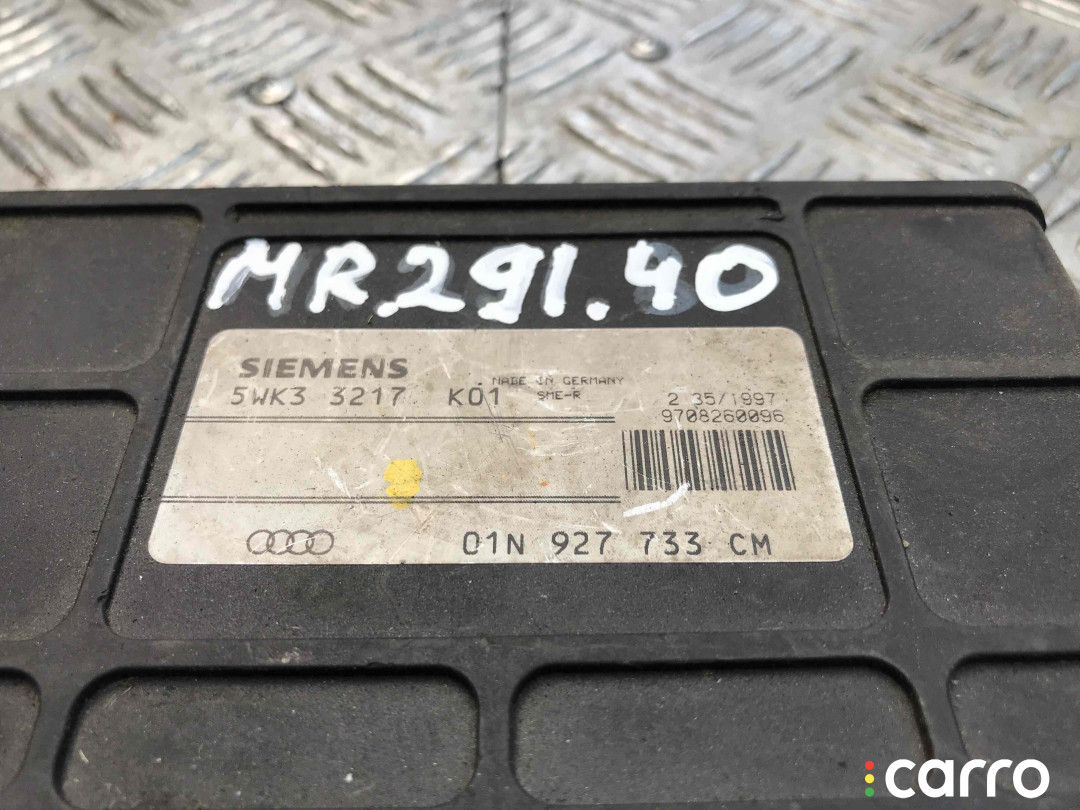 MR291.40
SIEMENS
MADE IN GERMANY
5WK3 3217 K01 SME-R 2 35/1997
9708260096
01N 927 733 CM
carro